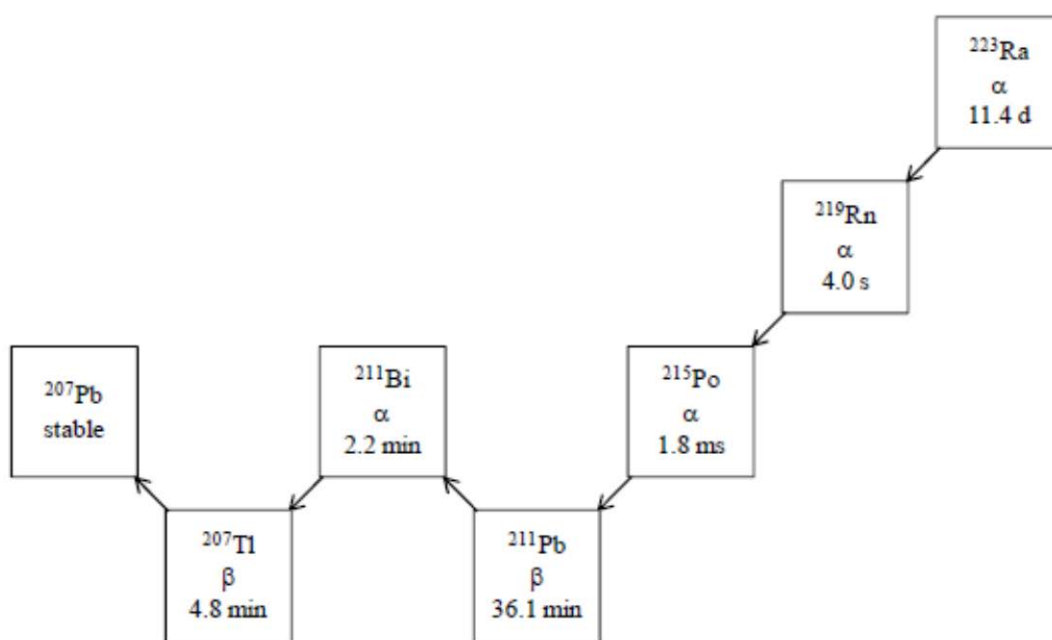 ²²³Ra
α
11.4 d
²¹⁹Rn
α
4.0 s
²⁰⁷Pb
stable
²¹¹Bi
α
2.2 min
²¹⁵Po
α
1.8 ms
²⁰⁷Tl
β
4.8 min
²¹¹Pb
β
36.1 min